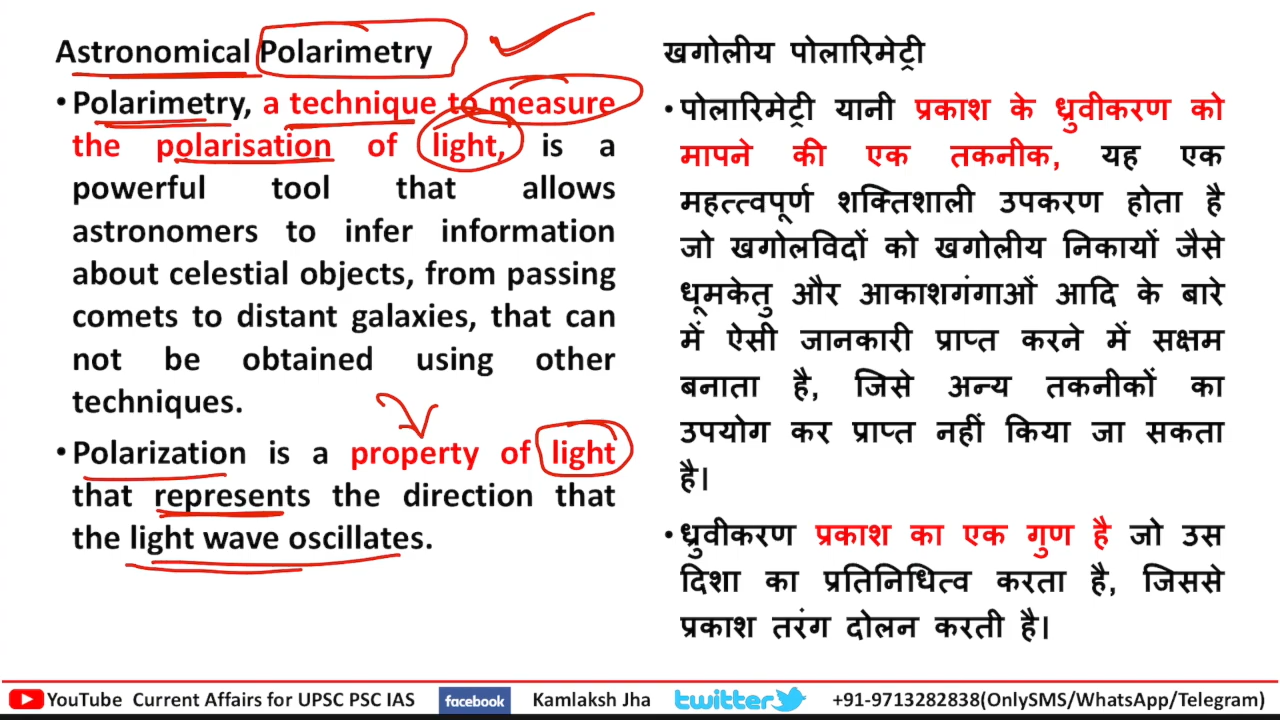 Astronomical Polarimetry
• Polarimetry, a technique to measure
the polarisation of light, is a
powerful tool that allows
astronomers to infer information
about celestial objects, from passing
comets to distant galaxies, that can
not be obtained using other
techniques.
• Polarization is a property of light
that represents the direction that
the light wave oscillates.
खगोलीय पोलारिमेट्री
• पोलारिमेट्री यानी प्रकाश के ध्रुवीकरण को
मापने की एक तकनीक, यह एक
महत्त्वपूर्ण शक्तिशाली उपकरण होता है
जो खगोलविदों को खगोलीय निकायों जैसे
धूमकेतु और आकाशगंगाओं आदि के बारे
में ऐसी जानकारी प्राप्त करने में सक्षम
बनाता है, जिसे अन्य तकनीकों का
उपयोग कर प्राप्त नहीं किया जा सकता
है।
• ध्रुवीकरण प्रकाश का एक गुण है जो उस
दिशा का प्रतिनिधित्व करता है, जिससे
प्रकाश तरंग दोलन करती है।
YouTube Current Affairs for UPSC PSC IAS facebook Kamlaksh Jha twitter +91-9713282838(OnlySMS/WhatsApp/Telegram)